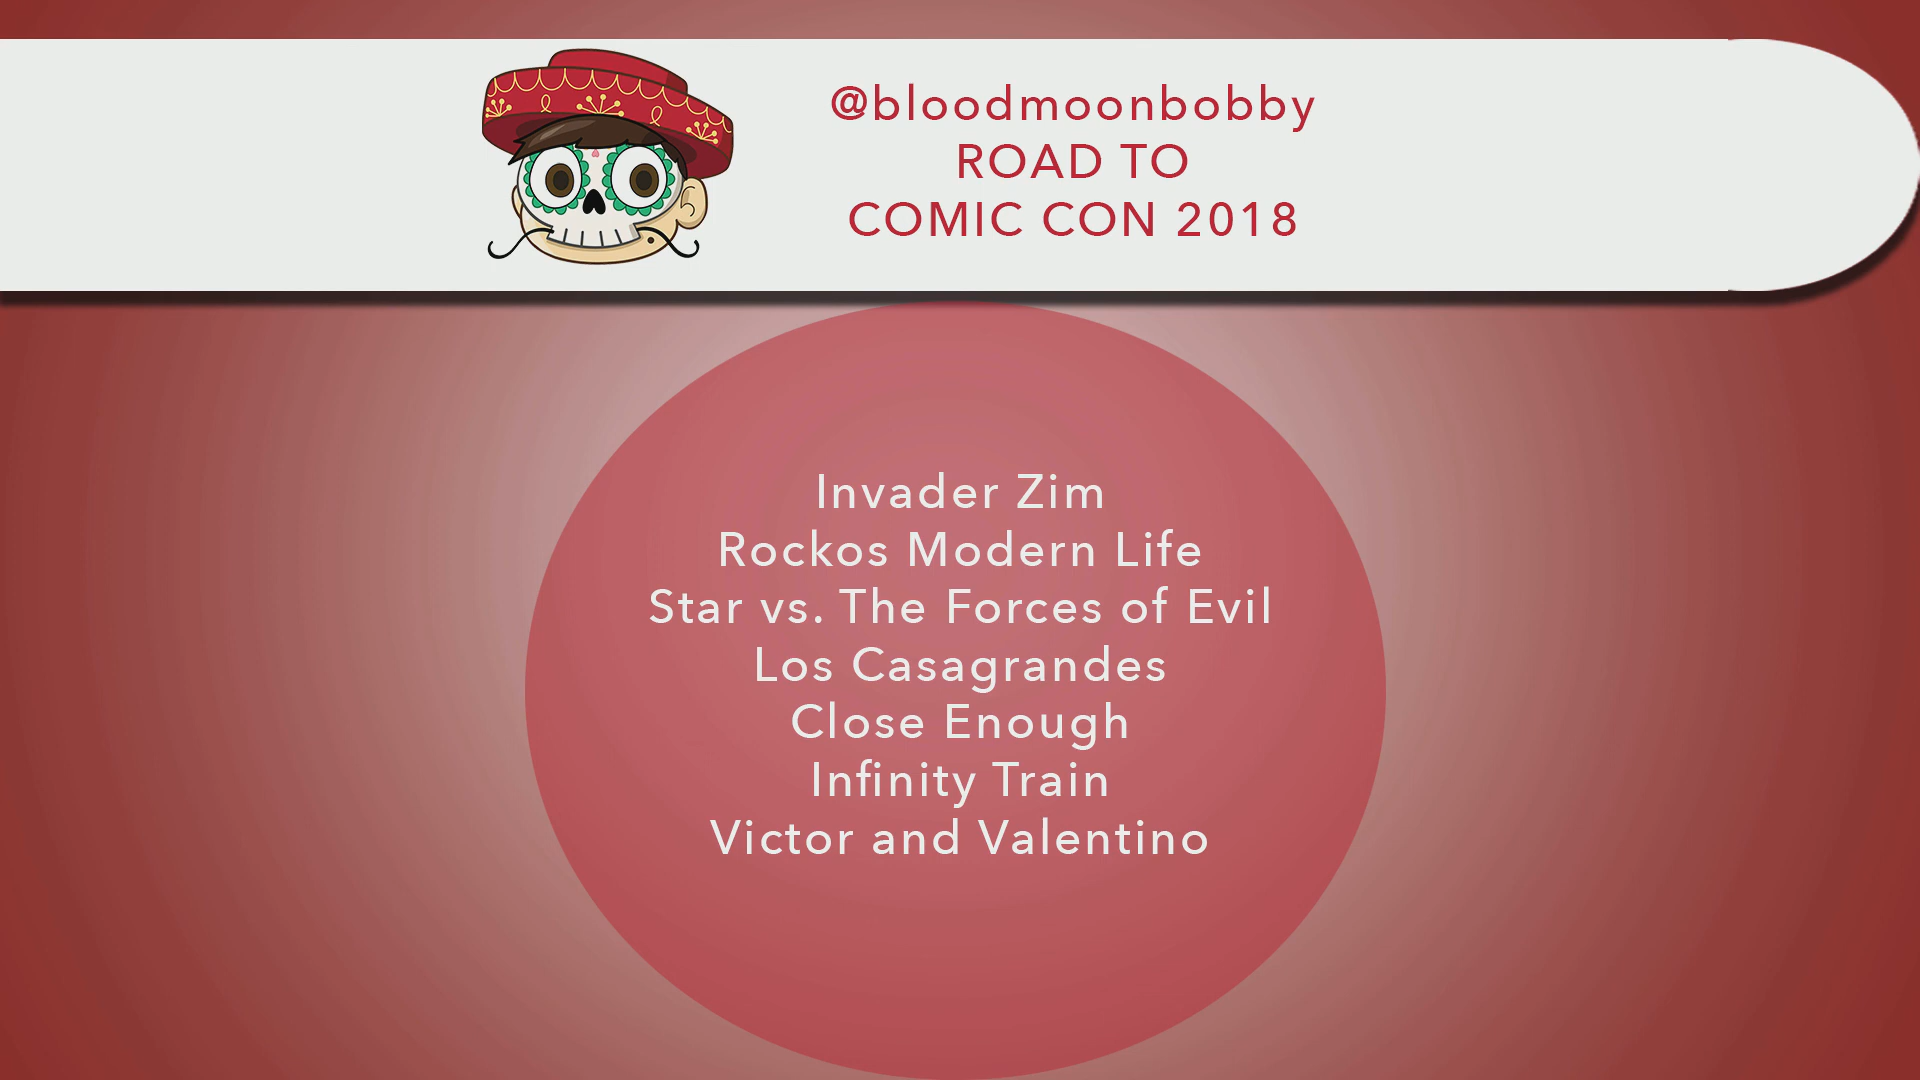 @bloodmoonbobby
ROAD TO
COMIC CON 2018
Invader Zim
Rockos Modern Life
Star vs. The Forces of Evil
Los Casagrandes
Close Enough
Infinity Train
Victor and Valentino